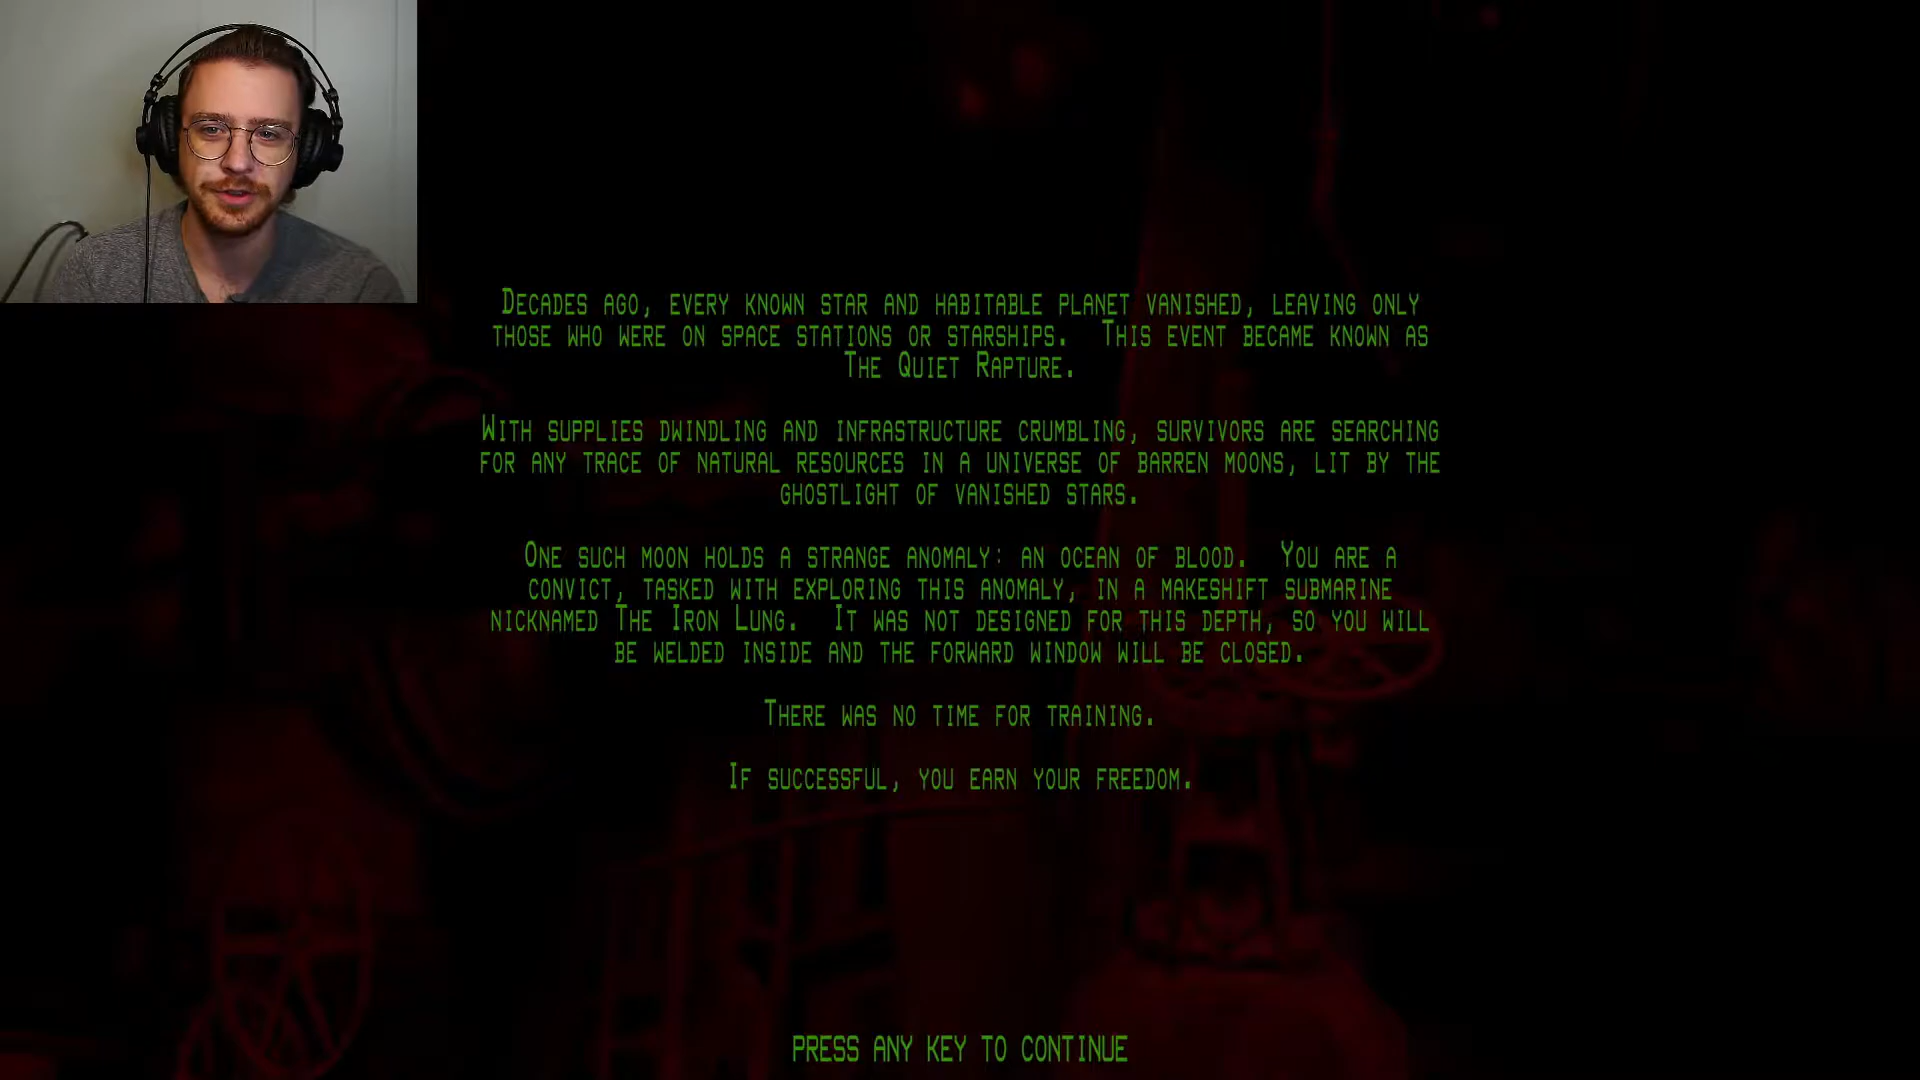 Decades ago, every known star and habitable planet vanished, leaving only
those who were on space stations or starships. This event became known as
The Quiet Rapture.
With supplies dwindling and infrastructure crumbling, survivors are searching
for any trace of natural resources in a universe of barren moons, lit by the
ghostlight of vanished stars.
One such moon holds a strange anomaly: an ocean of blood. You are a
convict, tasked with exploring this anomaly, in a makeshift submarine
nicknamed The Iron Lung. It was not designed for this depth, so you will
be welded inside and the forward window will be closed.
There was no time for training.
If successful, you earn your freedom.
PRESS ANY KEY TO CONTINUE